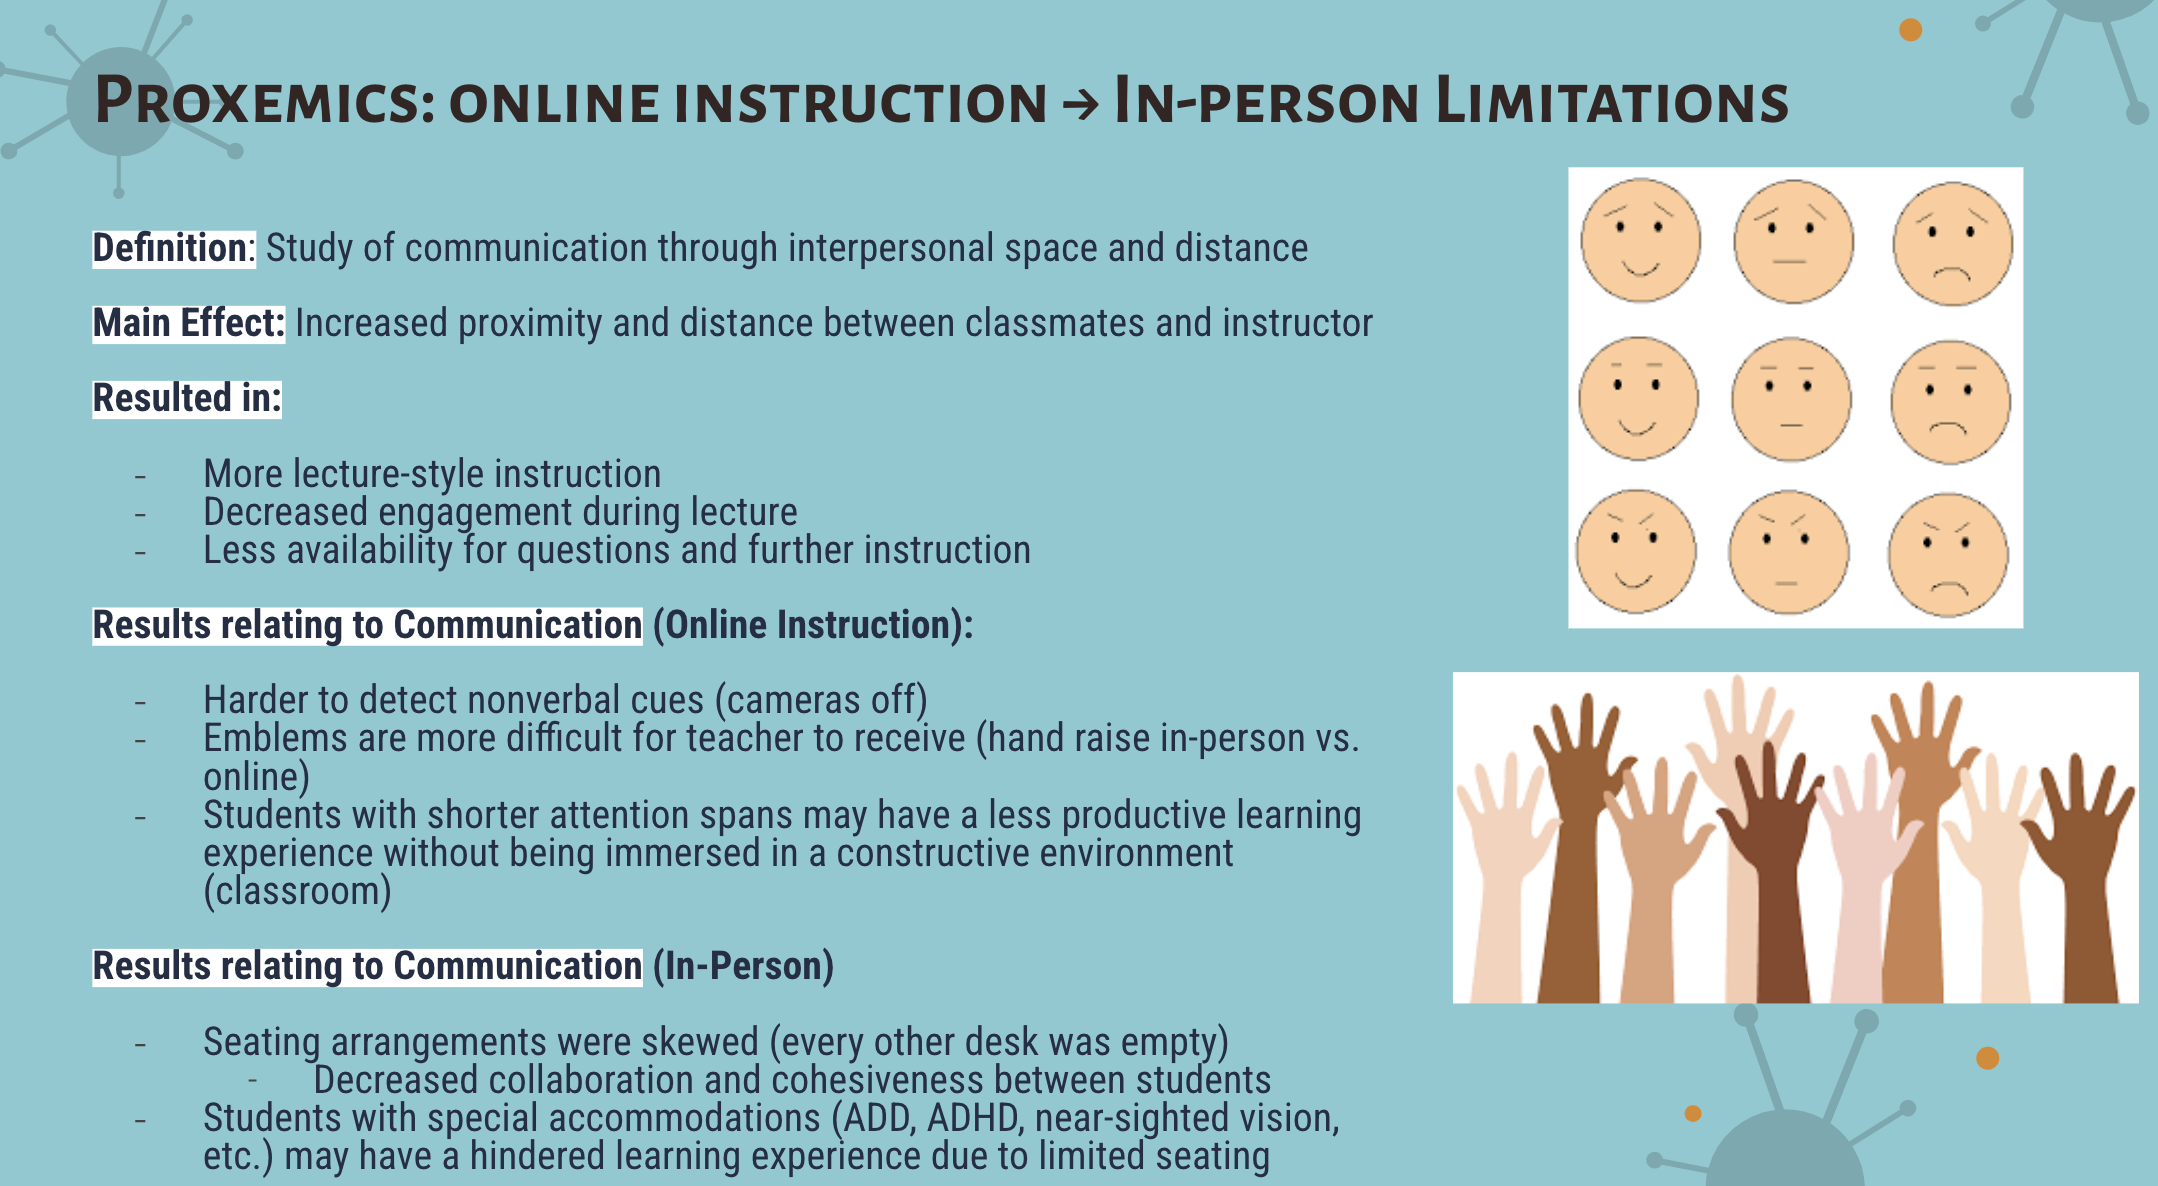 Proxemics: online instruction → In-person Limitations
Definition: Study of communication through interpersonal space and distance
Main Effect: Increased proximity and distance between classmates and instructor
Resulted in:
- More lecture-style instruction
- Decreased engagement during lecture
- Less availability for questions and further instruction
Results relating to Communication (Online Instruction):
- Harder to detect nonverbal cues (cameras off)
- Emblems are more difficult for teacher to receive (hand raise in-person vs.
online)
- Students with shorter attention spans may have a less productive learning
experience without being immersed in a constructive environment
(classroom)
Results relating to Communication (In-Person)
- Seating arrangements were skewed (every other desk was empty)
- Decreased collaboration and cohesiveness between students
- Students with special accommodations (ADD, ADHD, near-sighted vision,
etc.) may have a hindered learning experience due to limited seating